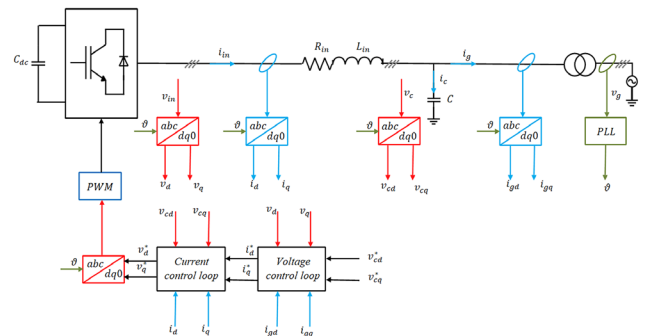 C_dc
i_in
R_in
L_in
i_c
i_g
C
v_g
v_in
v_c
ϑ
abc
dq0
ϑ
abc
dq0
ϑ
abc
dq0
ϑ
abc
dq0
PLL
v_d
v_q
i_d
i_q
v_cd
v_cq
i_gd
i_gq
ϑ
PWM
v_cd
v_cq
v_d
v_q
v_d^*
v_q^*
Current
control loop
i_d^*
i_q^*
Voltage
control loop
v_cd^*
v_cq^*
ϑ
abc
dq0
i_d
i_q
i_gd
i_gq